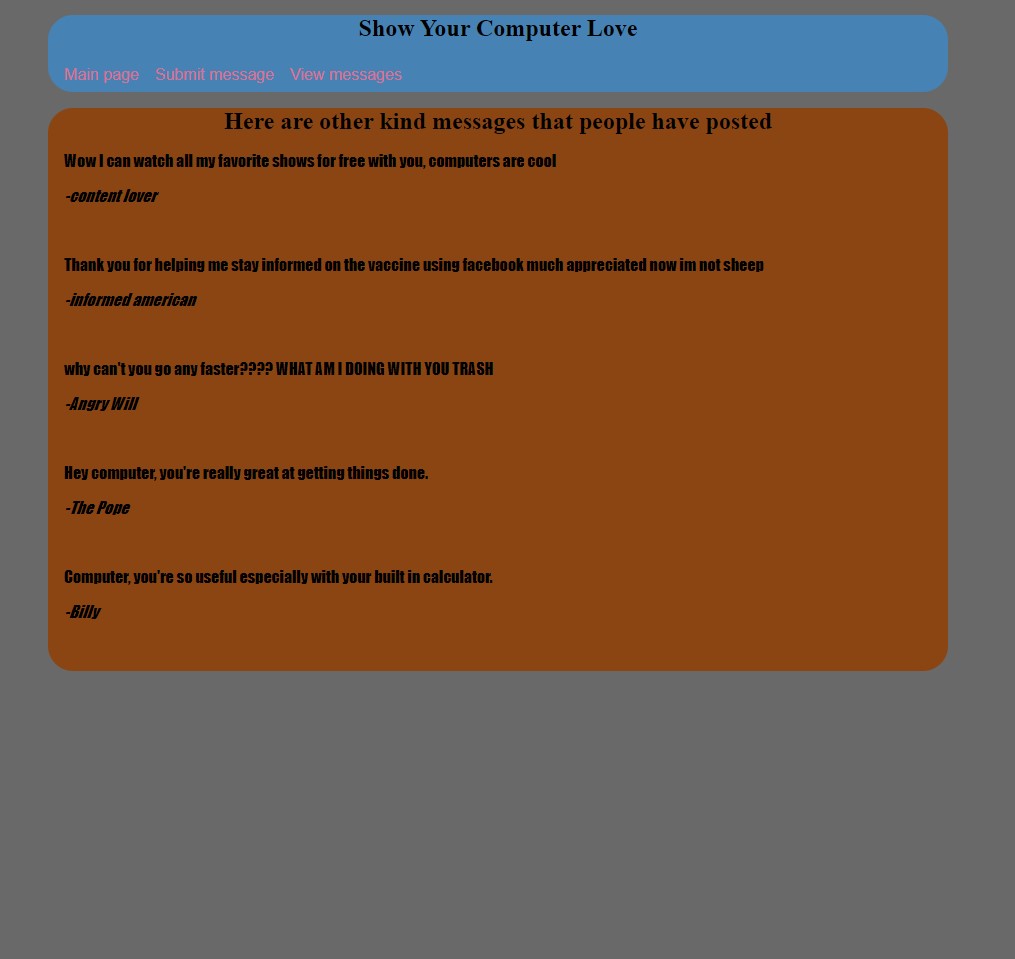 Show Your Computer Love
Main page Submit message View messages
Here are other kind messages that people have posted
Wow I can watch all my favorite shows for free with you, computers are cool
-content lover
Thank you for helping me stay informed on the vaccine using facebook much appreciated now im not sheep
-informed american
why can't you go any faster???? WHAT AM I DOING WITH YOU TRASH
-Angry Will
Hey computer, you're really great at getting things done.
-The Pope
Computer, you're so useful especially with your built in calculator.
-Billy